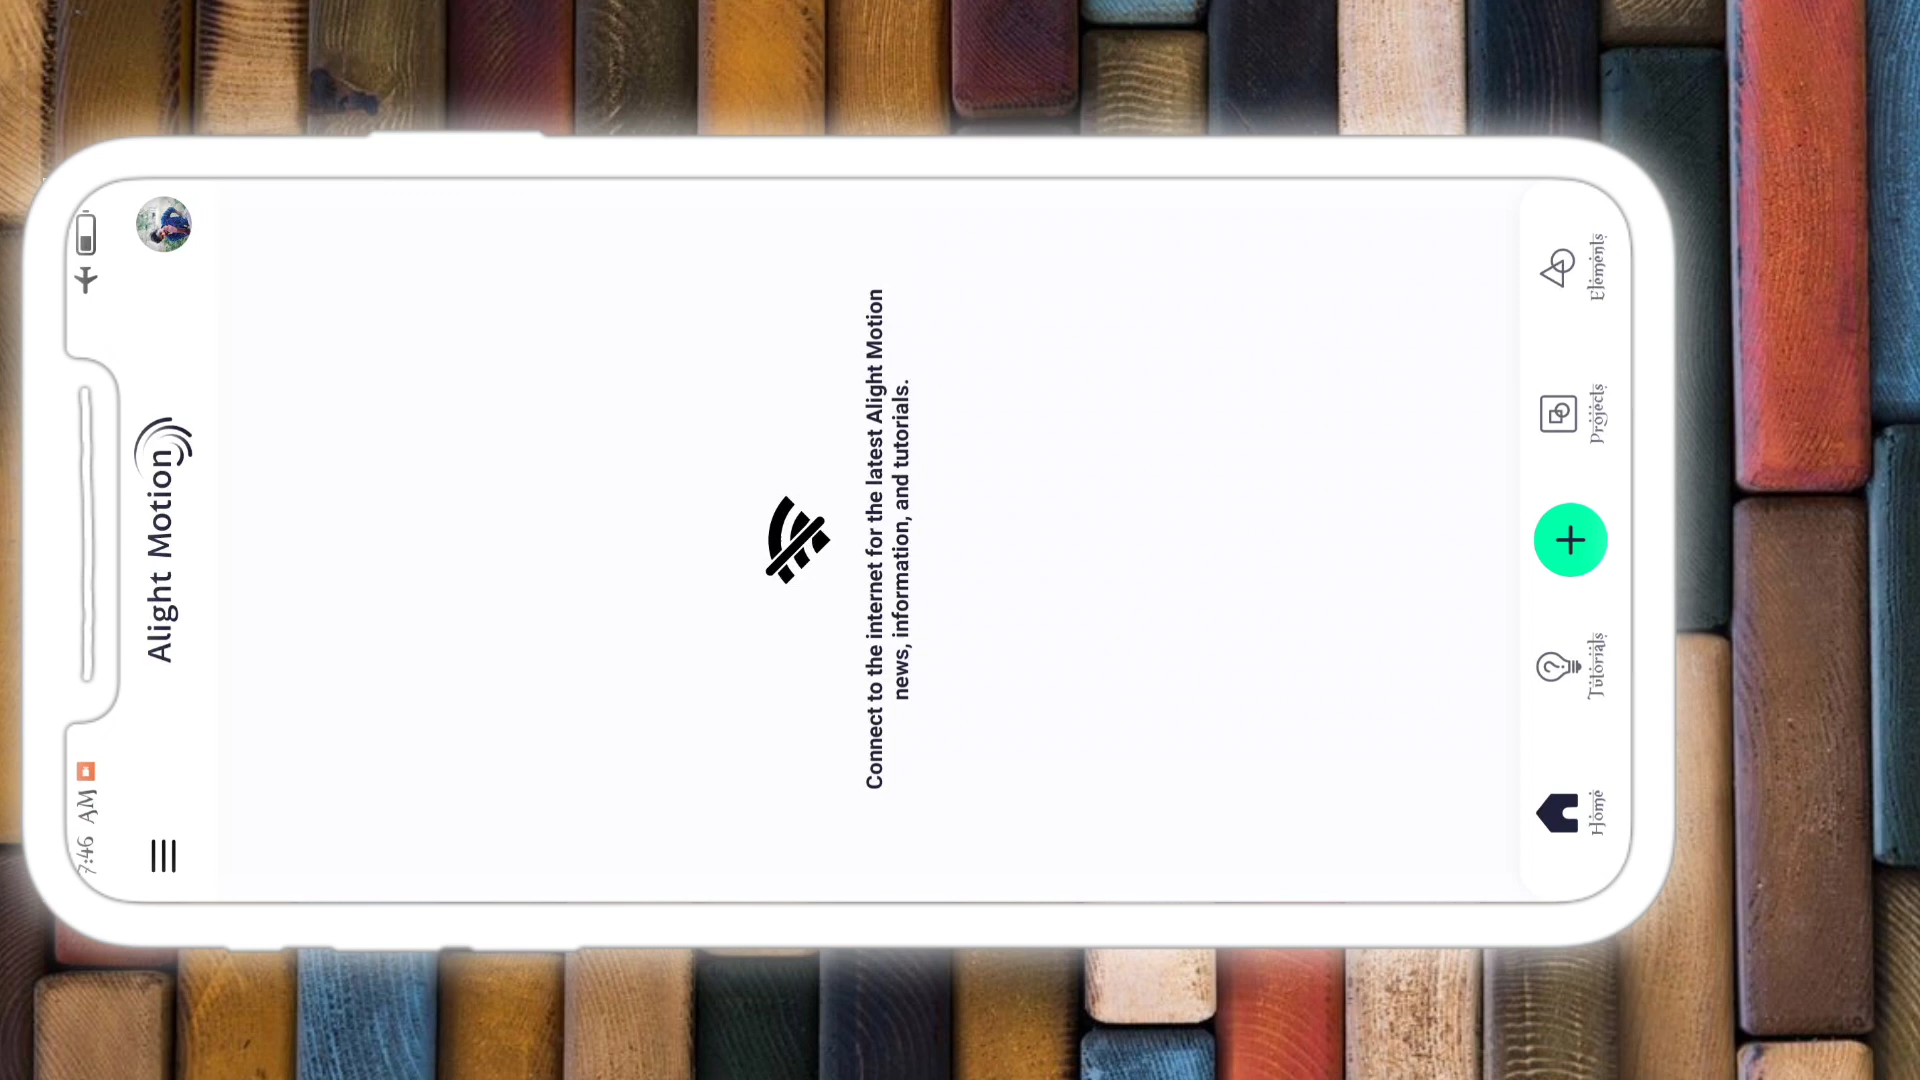 7:46 AM
Alight Motion
Connect to the internet for the latest Alight Motion
news, information, and tutorials.
Home
Tutorials
Projects
Elements